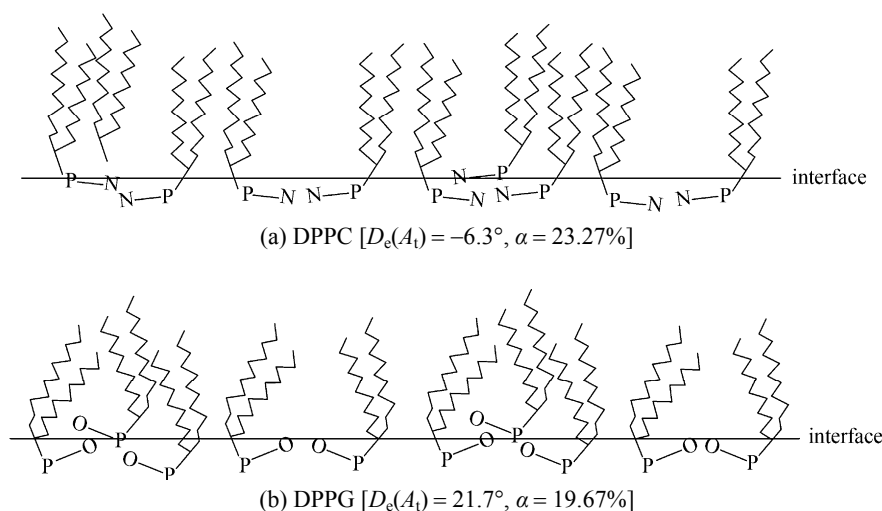 N P
P N N P P N N P P N N P P N N P
interface
(a) DPPC [Dₑ(Aₜ) = −6.3°, α = 23.27%]
O P O P
P O O P P O O P P O O P P O O P
interface
(b) DPPG [Dₑ(Aₜ) = 21.7°, α = 19.67%]